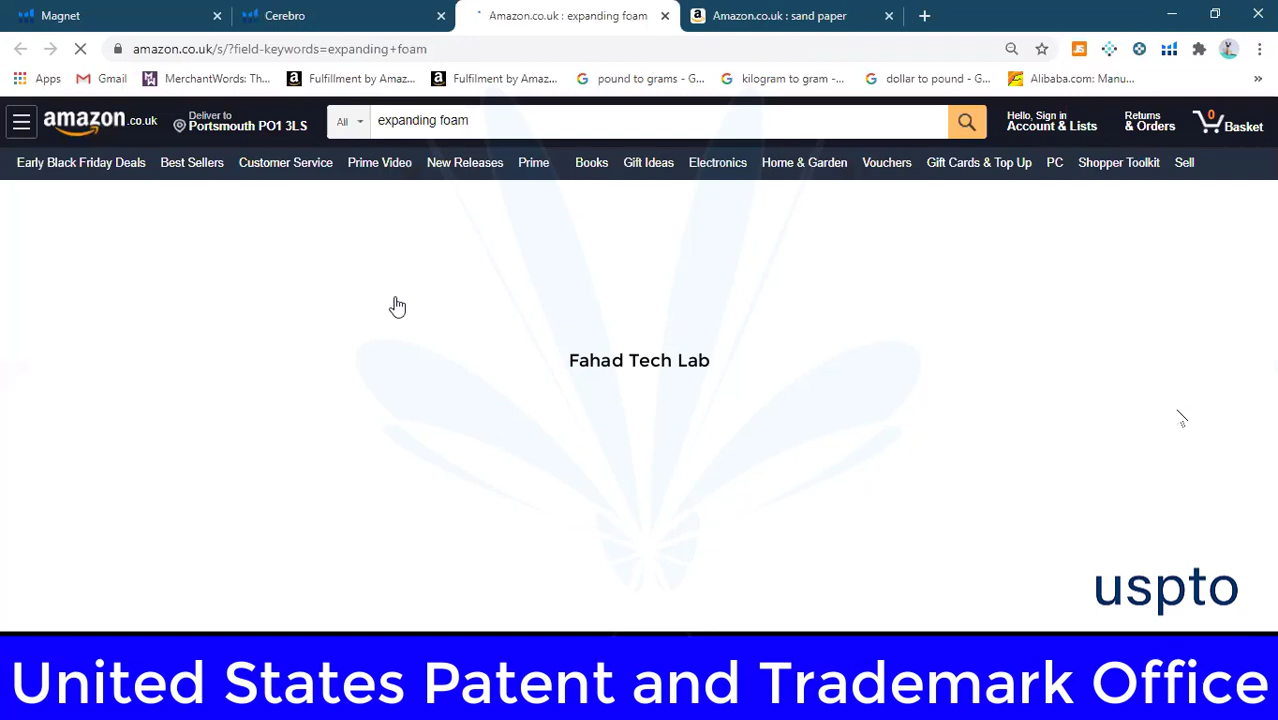 Magnet
Cerebro
Amazon.co.uk : expanding foam
Amazon.co.uk : sand paper
amazon.co.uk/s/?field-keywords=expanding+foam
Apps
Gmail
MerchantWords: Th...
Fulfillment by Amaz...
Fulfilment by Amaz...
pound to grams - G...
kilogram to gram -...
dollar to pound - G...
Alibaba.com: Manu...
amazon.co.uk
Deliver to
Portsmouth PO1 3LS
All
expanding foam
Hello, Sign in
Account & Lists
Returns
& Orders
0
Basket
Early Black Friday Deals
Best Sellers
Customer Service
Prime Video
New Releases
Prime
Books
Gift Ideas
Electronics
Home & Garden
Vouchers
Gift Cards & Top Up
PC
Shopper Toolkit
Sell
Fahad Tech Lab
uspto
United States Patent and Trademark Office